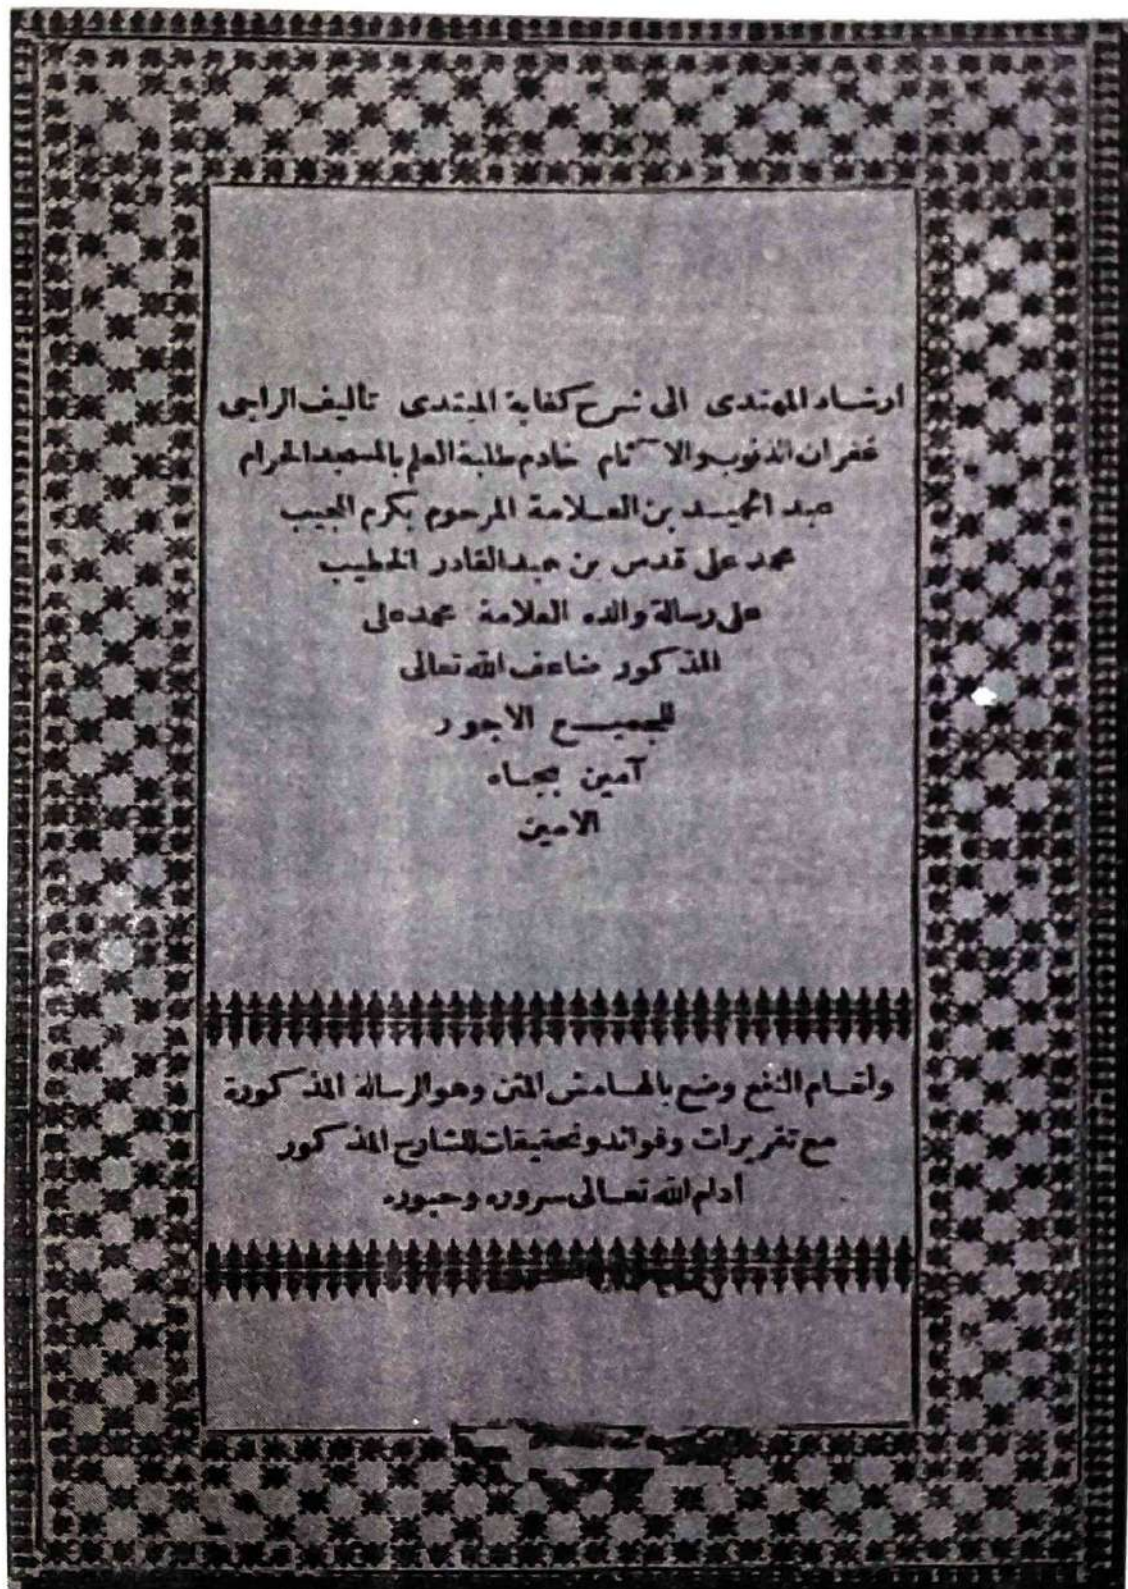 ارشاد المهتدى الى شرح كفاية المبتدى تأليف الراجى
غفران الذنوب والآثام خادم طلبة العلم بالمسجد الحرام
عبد الحميد بن العلامة المرحوم بكرم المجيب
محمد على قدس بن عبد القادر الخطيب
على رسالة والده العلامة محمد على
المذكور ضاعف الله تعالى
للجميع الاجور
آمين بجاه
الامين
ولتمام النفع وضع بالهامش المتن وهو الرسالة المذكورة
مع تقريرات وفوائد وتحقيقات للشارح المذكور
أدام الله تعالى سروره وحبوره